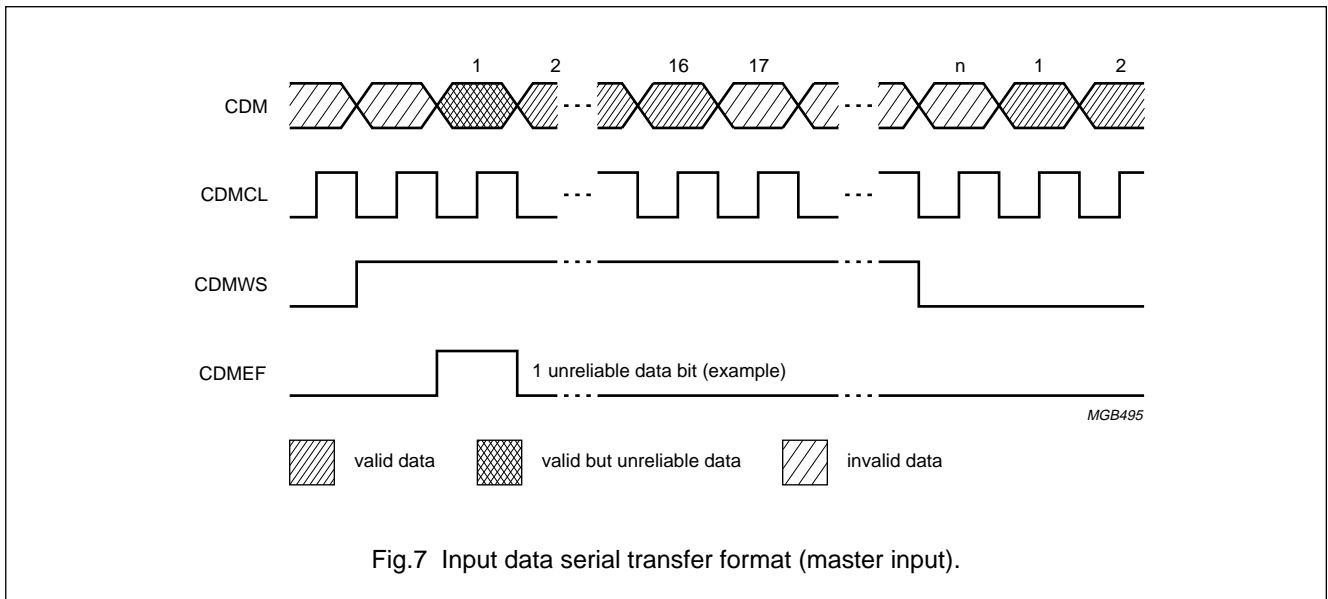 1 2 16 17 n 1 2
CDM
CDMCL
CDMWS
CDMEF
1 unreliable data bit (example)
MGB495
valid data valid but unreliable data invalid data
Fig.7 Input data serial transfer format (master input).